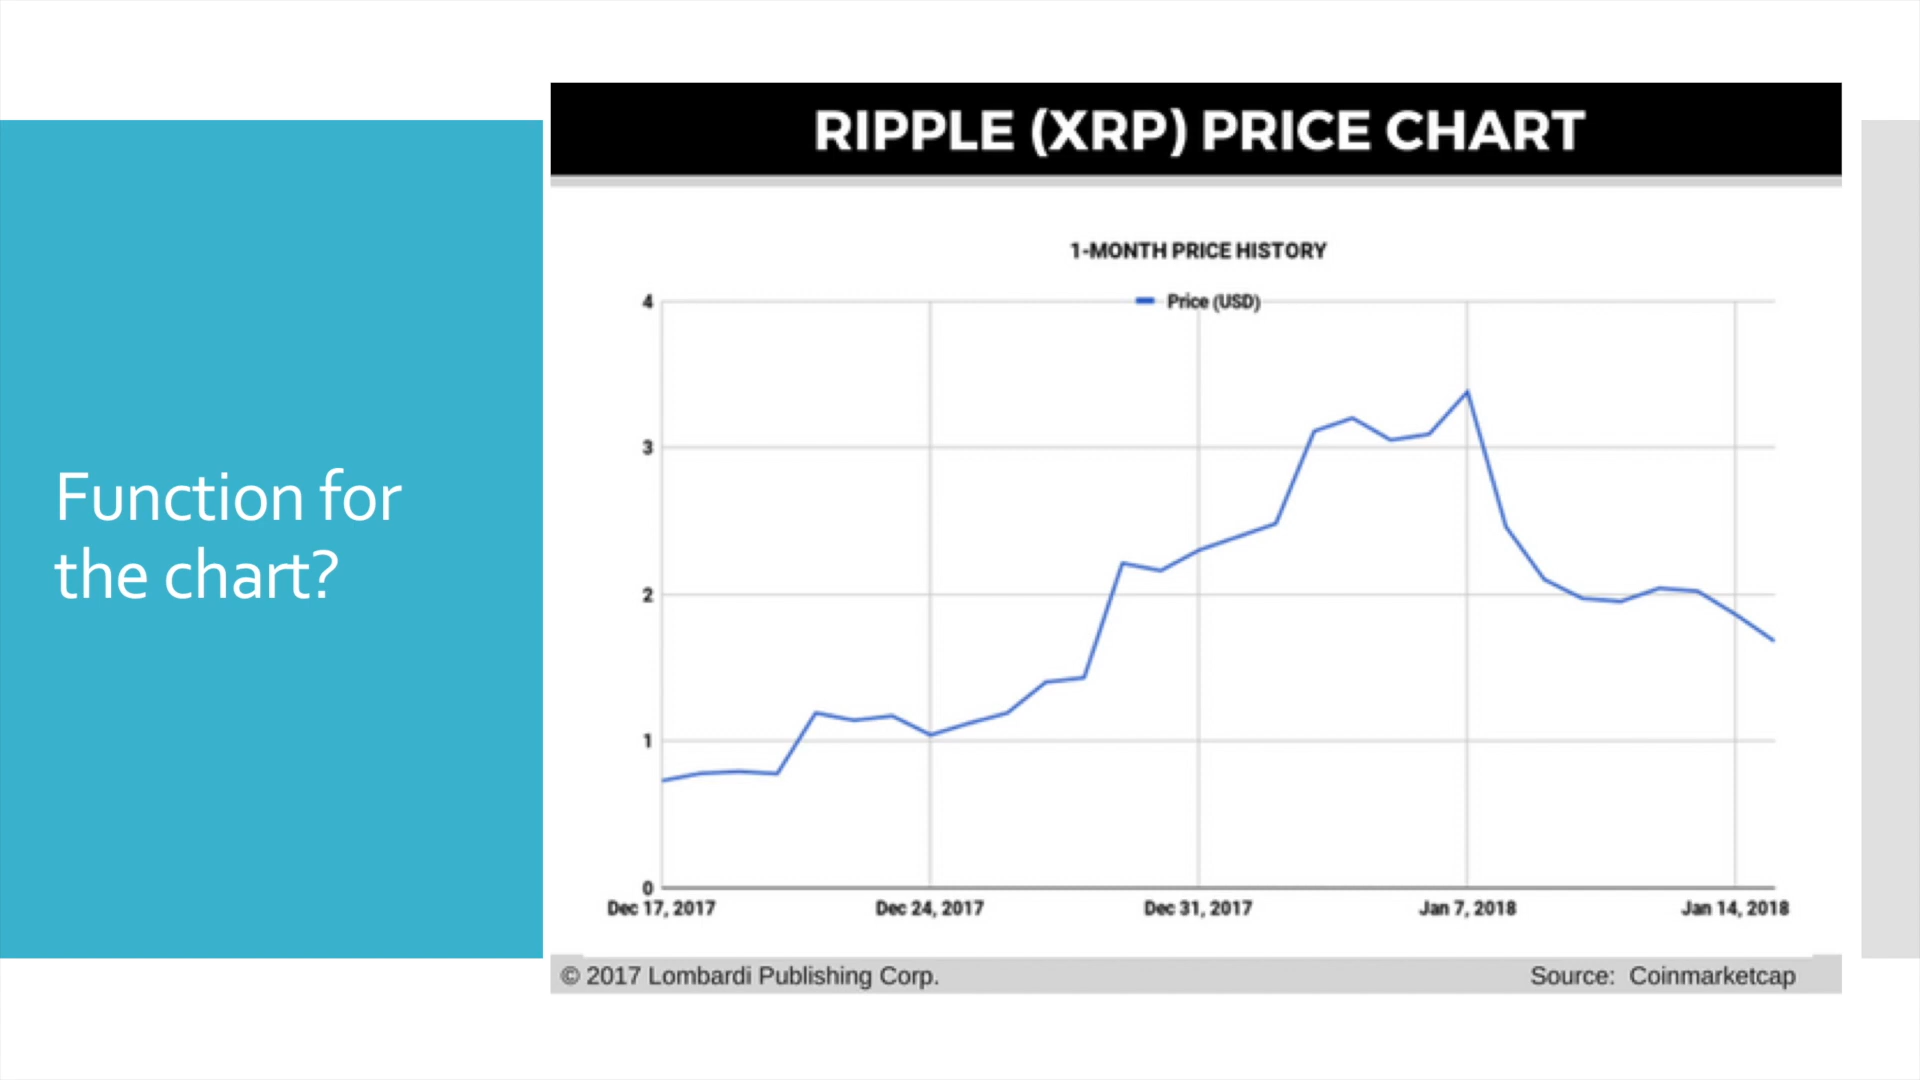 Function for
the chart?
RIPPLE (XRP) PRICE CHART
1-MONTH PRICE HISTORY
Price (USD)
4
3
2
1
0
Dec 17, 2017 Dec 24, 2017 Dec 31, 2017 Jan 7, 2018 Jan 14, 2018
© 2017 Lombardi Publishing Corp. Source: Coinmarketcap